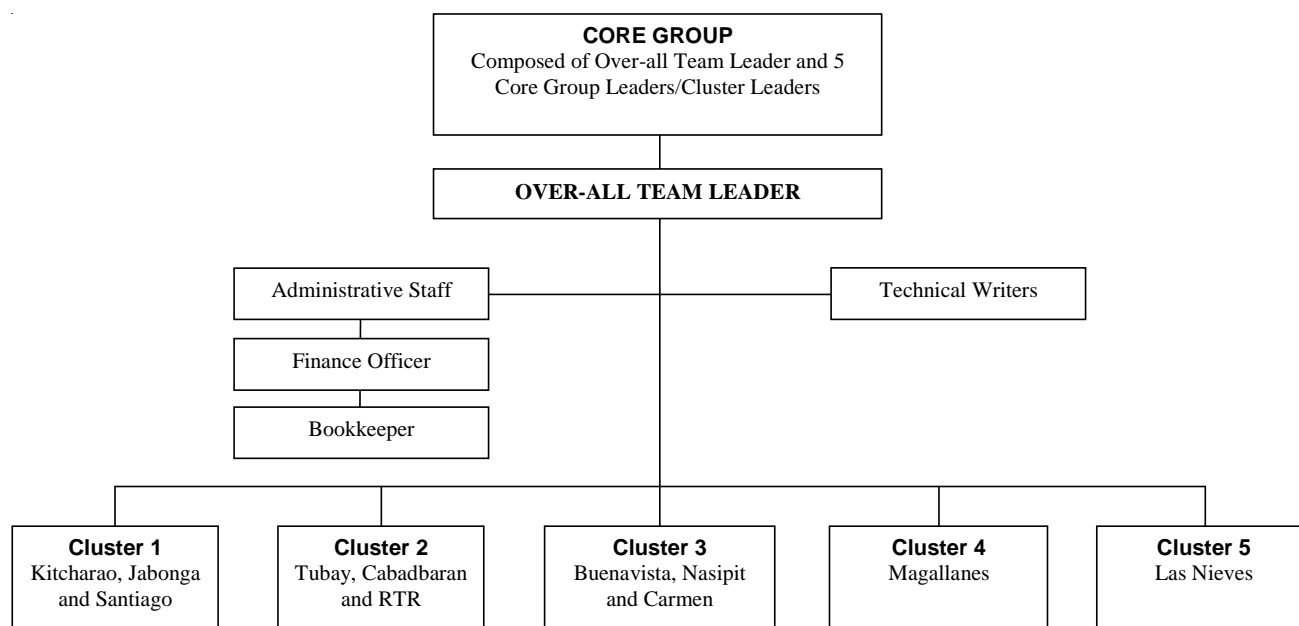 CORE GROUP
Composed of Over-all Team Leader and 5
Core Group Leaders/Cluster Leaders
OVER-ALL TEAM LEADER
Administrative Staff
Technical Writers
Finance Officer
Bookkeeper
Cluster 1
Kitcharao, Jabonga
and Santiago
Cluster 2
Tubay, Cabadbaran
and RTR
Cluster 3
Buenavista, Nasipit
and Carmen
Cluster 4
Magallanes
Cluster 5
Las Nieves